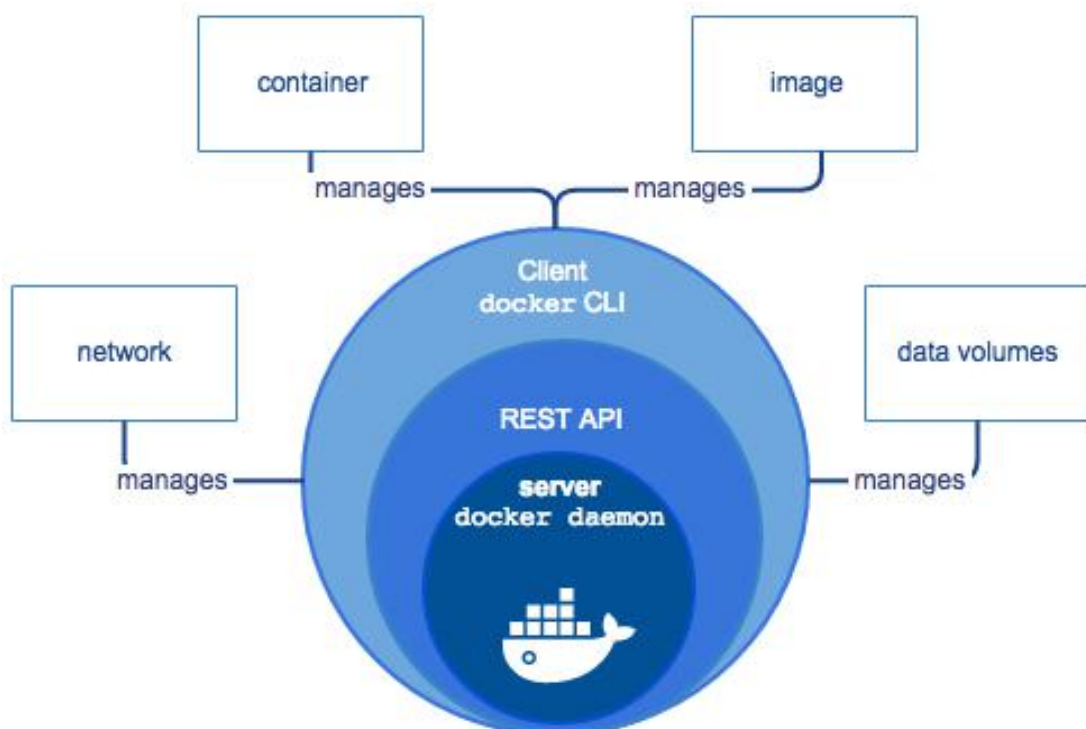 container
image
manages
manages
Client
docker CLI
network
data volumes
REST API
manages
manages
server
docker daemon